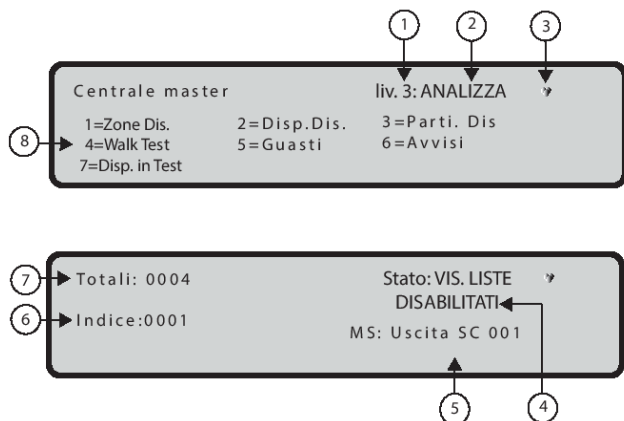 1 2 3
Centrale master liv. 3: ANALIZZA
1=Zone Dis. 2=Disp.Dis. 3=Parti. Dis
8 4=Walk Test 5=Guasti 6=Avvisi
7=Disp. in Test
7 Totali: 0004 Stato: VIS. LISTE
DISABILITATI
6 Indice:0001
MS: Uscita SC 001
5 4